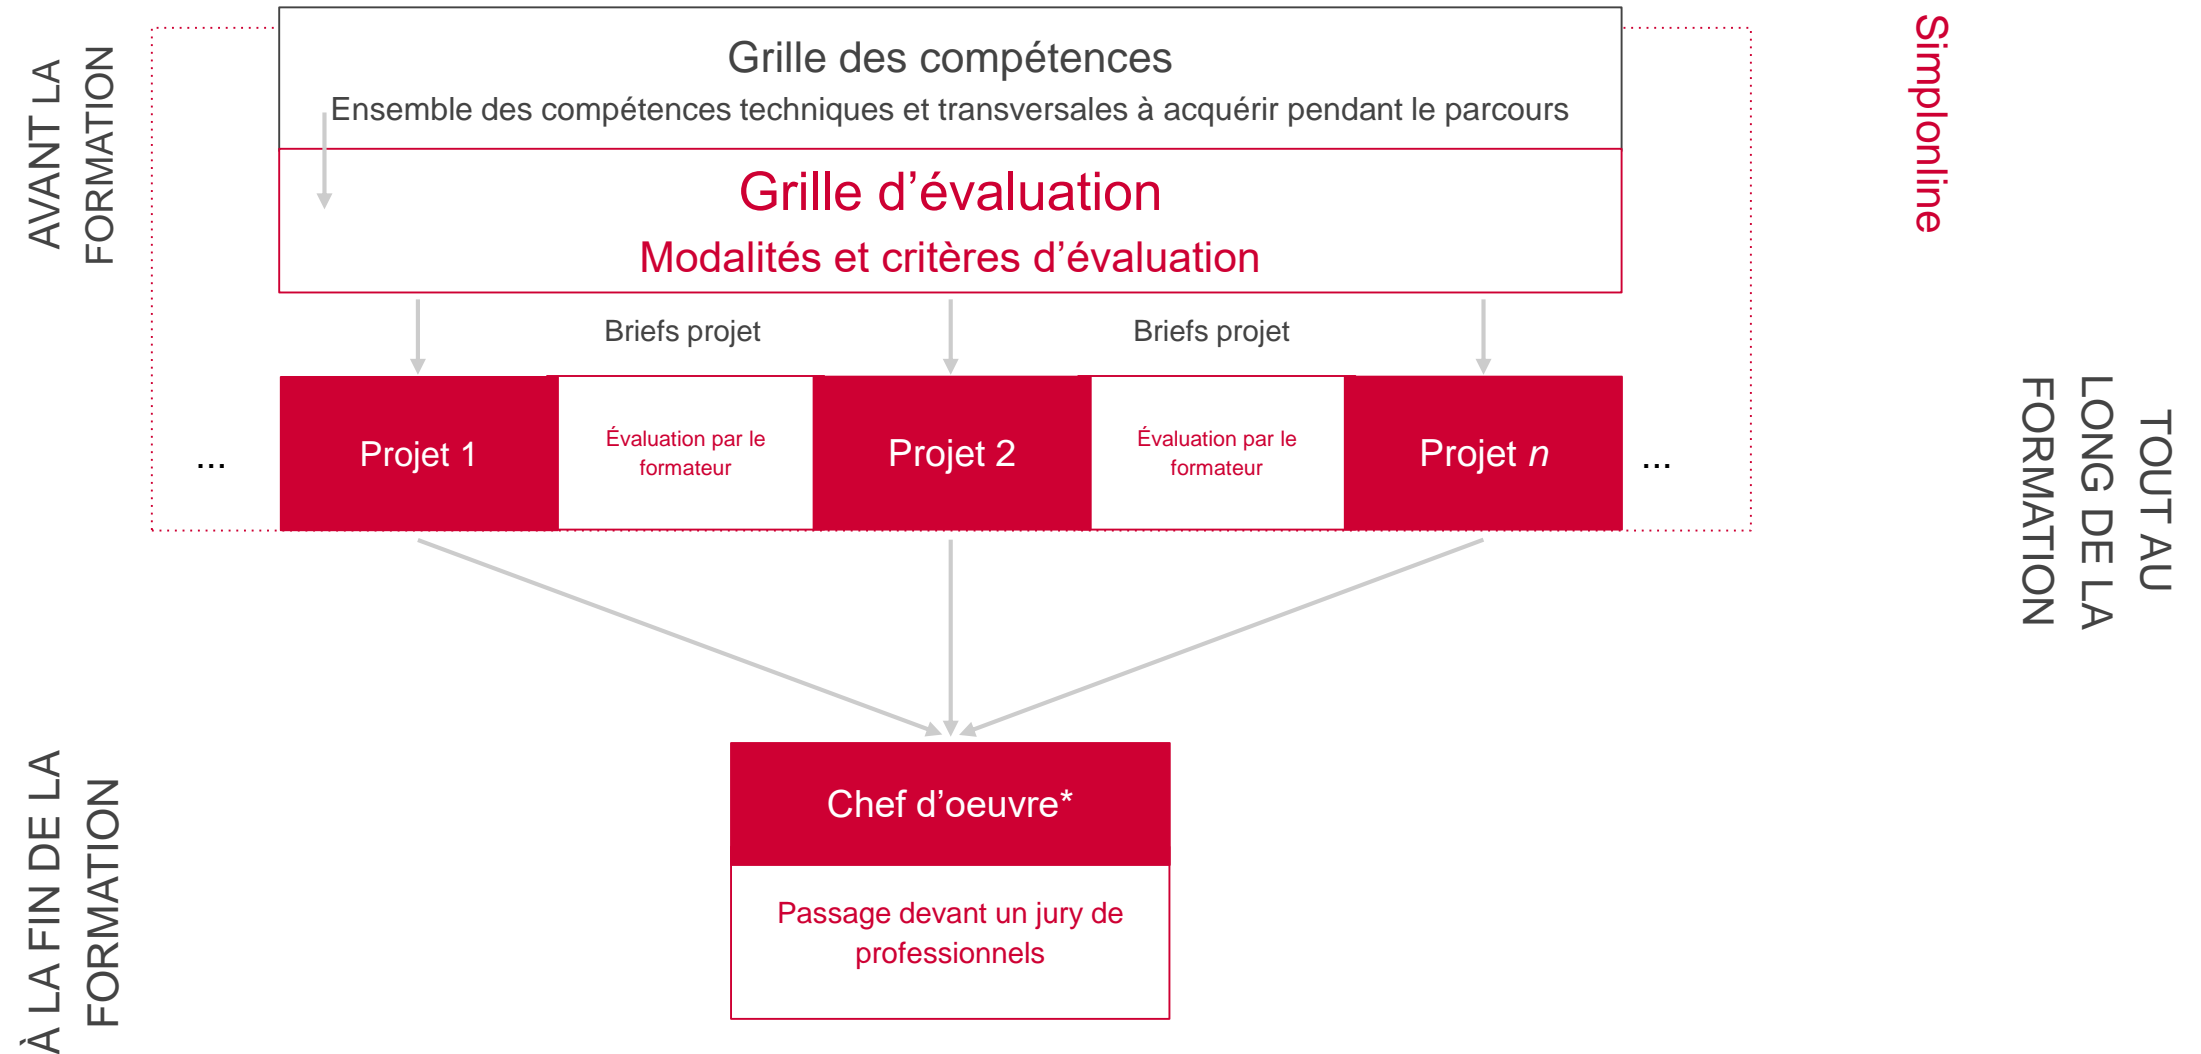 AVANT LA
FORMATION
Grille des compétences
Ensemble des compétences techniques et transversales à acquérir pendant le parcours
Simplonline
Grille d’évaluation
Modalités et critères d’évaluation
Briefs projet
Briefs projet
...
Projet 1
Évaluation par le
formateur
Projet 2
Évaluation par le
formateur
Projet n
...
TOUT AU
LONG DE LA
FORMATION
À LA FIN DE LA
FORMATION
Chef d’oeuvre*
Passage devant un jury de
professionnels